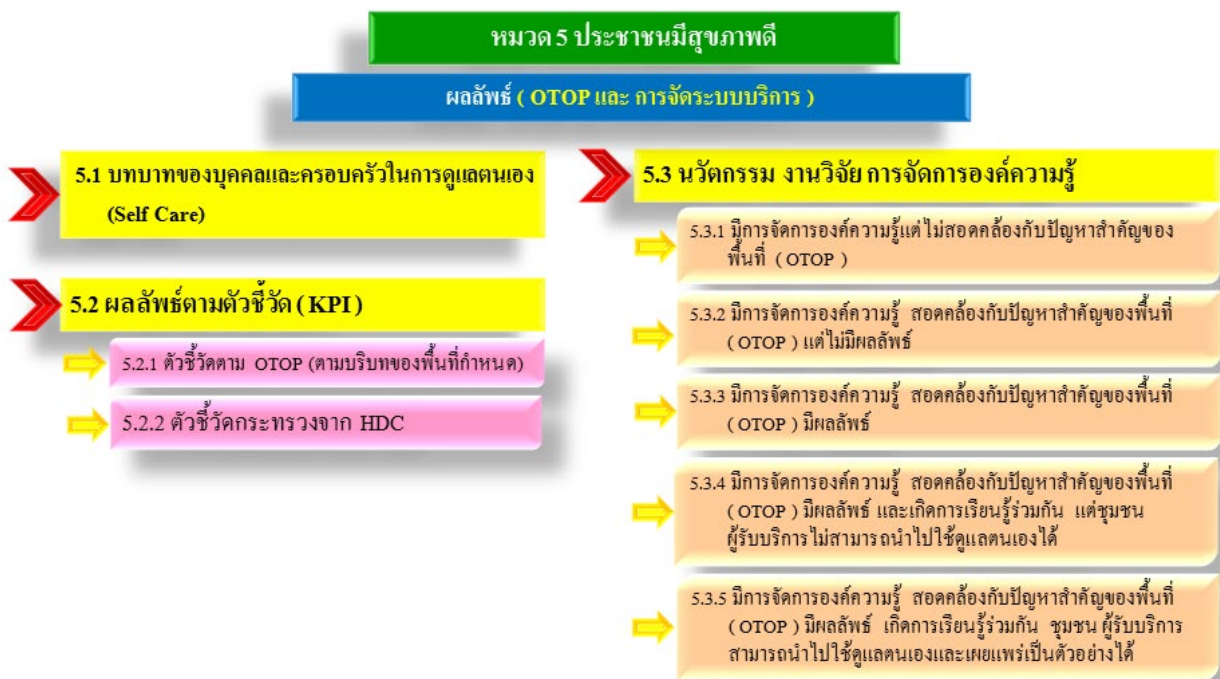 หมวด 5 ประชาชนมีสุขภาพดี
ผลลัพธ์ ( OTOP และ การจัดระบบบริการ )
5.1 บทบาทของบุคคลและครอบครัวในการดูแลตนเอง
(Self Care)
5.2 ผลลัพธ์ตามตัวชี้วัด ( KPI )
5.2.1 ตัวชี้วัดตาม OTOP (ตามบริบทของพื้นที่กำหนด)
5.2.2 ตัวชี้วัดกระทรวงจาก HDC
5.3 นวัตกรรม งานวิจัย การจัดการองค์ความรู้
5.3.1 มีการจัดการองค์ความรู้แต่ไม่สอดคล้องกับปัญหาสำคัญของ
พื้นที่ ( OTOP )
5.3.2 มีการจัดการองค์ความรู้ สอดคล้องกับปัญหาสำคัญของพื้นที่
( OTOP ) แต่ไม่มีผลลัพธ์
5.3.3 มีการจัดการองค์ความรู้ สอดคล้องกับปัญหาสำคัญของพื้นที่
( OTOP ) มีผลลัพธ์
5.3.4 มีการจัดการองค์ความรู้ สอดคล้องกับปัญหาสำคัญของพื้นที่
( OTOP ) มีผลลัพธ์ และเกิดการเรียนรู้ร่วมกัน แต่ชุมชน
ผู้รับบริการไม่สามารถนำไปใช้ดูแลตนเองได้
5.3.5 มีการจัดการองค์ความรู้ สอดคล้องกับปัญหาสำคัญของพื้นที่
( OTOP ) มีผลลัพธ์ เกิดการเรียนรู้ร่วมกัน ชุมชน ผู้รับบริการ
สามารถนำไปใช้ดูแลตนเองและเผยแพร่เป็นตัวอย่างได้